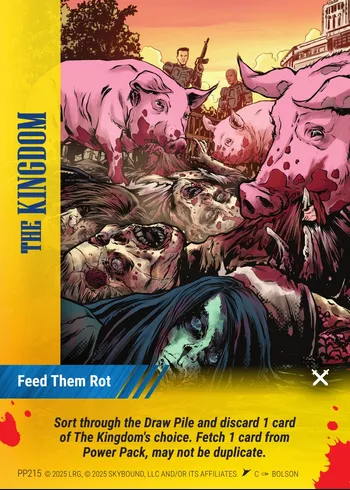 THE KINGDOM
Feed Them Rot
Sort through the Draw Pile and discard 1 card
of The Kingdom's choice. Fetch 1 card from
Power Pack, may not be duplicate.
PP215 © 2025 LRG, © 2025 SKYBOUND, LLC AND/OR ITS AFFILIATES. C BOLSON